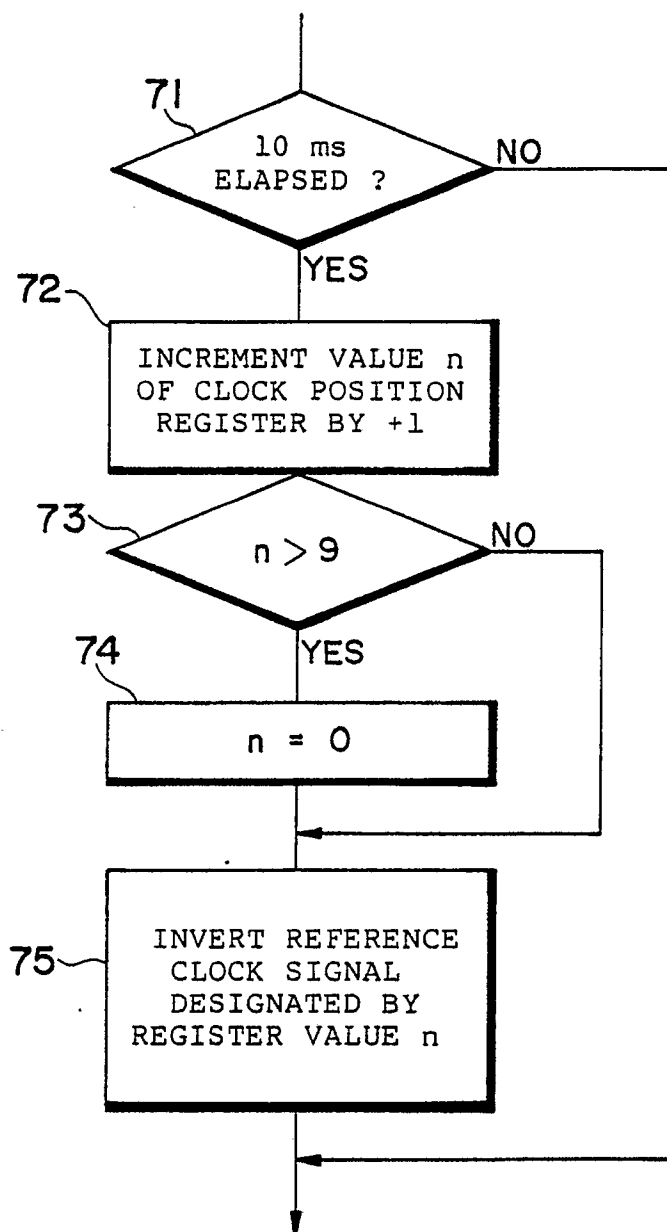 71
10 ms
ELAPSED ?
NO
YES
72
INCREMENT VALUE n
OF CLOCK POSITION
REGISTER BY +1
73
n > 9
NO
YES
74
n = 0
75
INVERT REFERENCE
CLOCK SIGNAL
DESIGNATED BY
REGISTER VALUE n